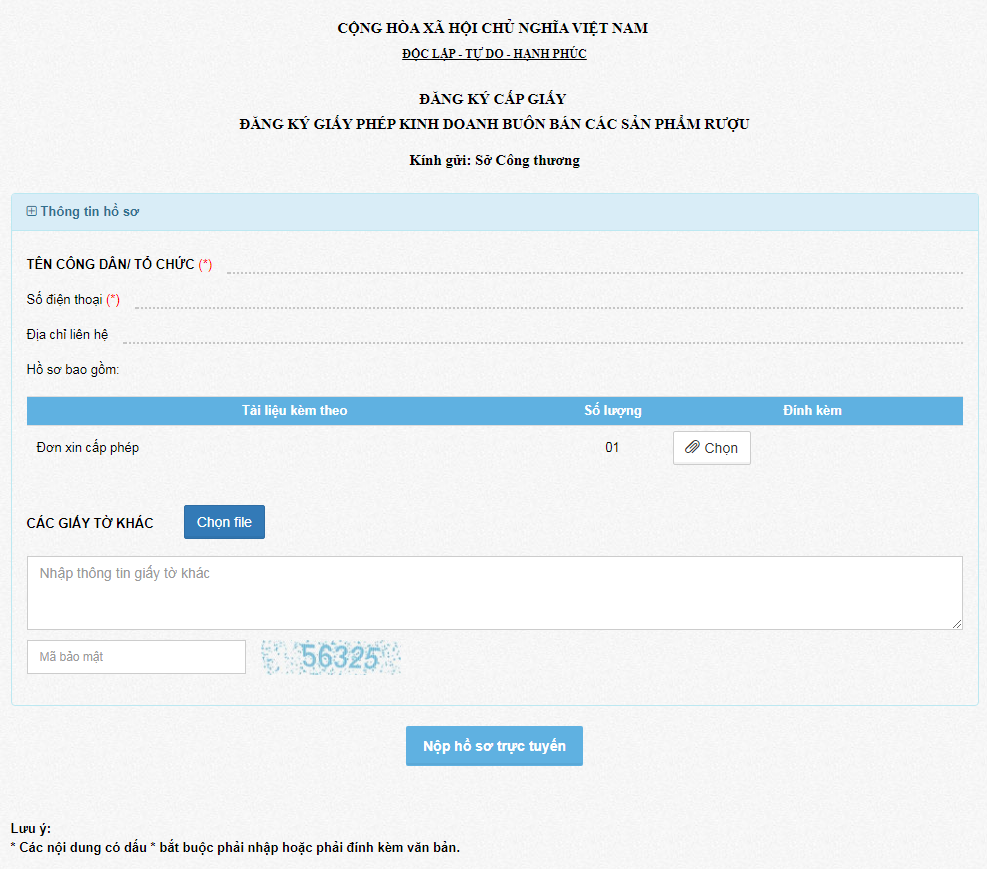 CỘNG HÒA XÃ HỘI CHỦ NGHĨA VIỆT NAM
ĐỘC LẬP - TỰ DO - HẠNH PHÚC
ĐĂNG KÝ CẤP GIẤY
ĐĂNG KÝ GIẤY PHÉP KINH DOANH BUÔN BÁN CÁC SẢN PHẨM RƯỢU
Kính gửi: Sở Công thương
Thông tin hồ sơ
TÊN CÔNG DÂN/ TỔ CHỨC (*)
Số điện thoại (*)
Địa chỉ liên hệ
Hồ sơ bao gồm:
Tài liệu kèm theo Số lượng Đính kèm
Đơn xin cấp phép 01 Chọn
CÁC GIẤY TỜ KHÁC Chọn file
Nhập thông tin giấy tờ khác
Mã bảo mật 56325
Nộp hồ sơ trực tuyến
Lưu ý:
* Các nội dung có dấu * bắt buộc phải nhập hoặc phải đính kèm văn bản.